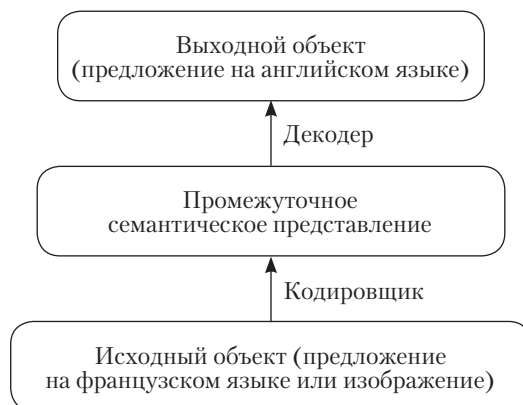 Выходной объект
(предложение на английском языке)
Декодер
Промежуточное
семантическое представление
Кодировщик
Исходный объект (предложение
на французском языке или изображение)